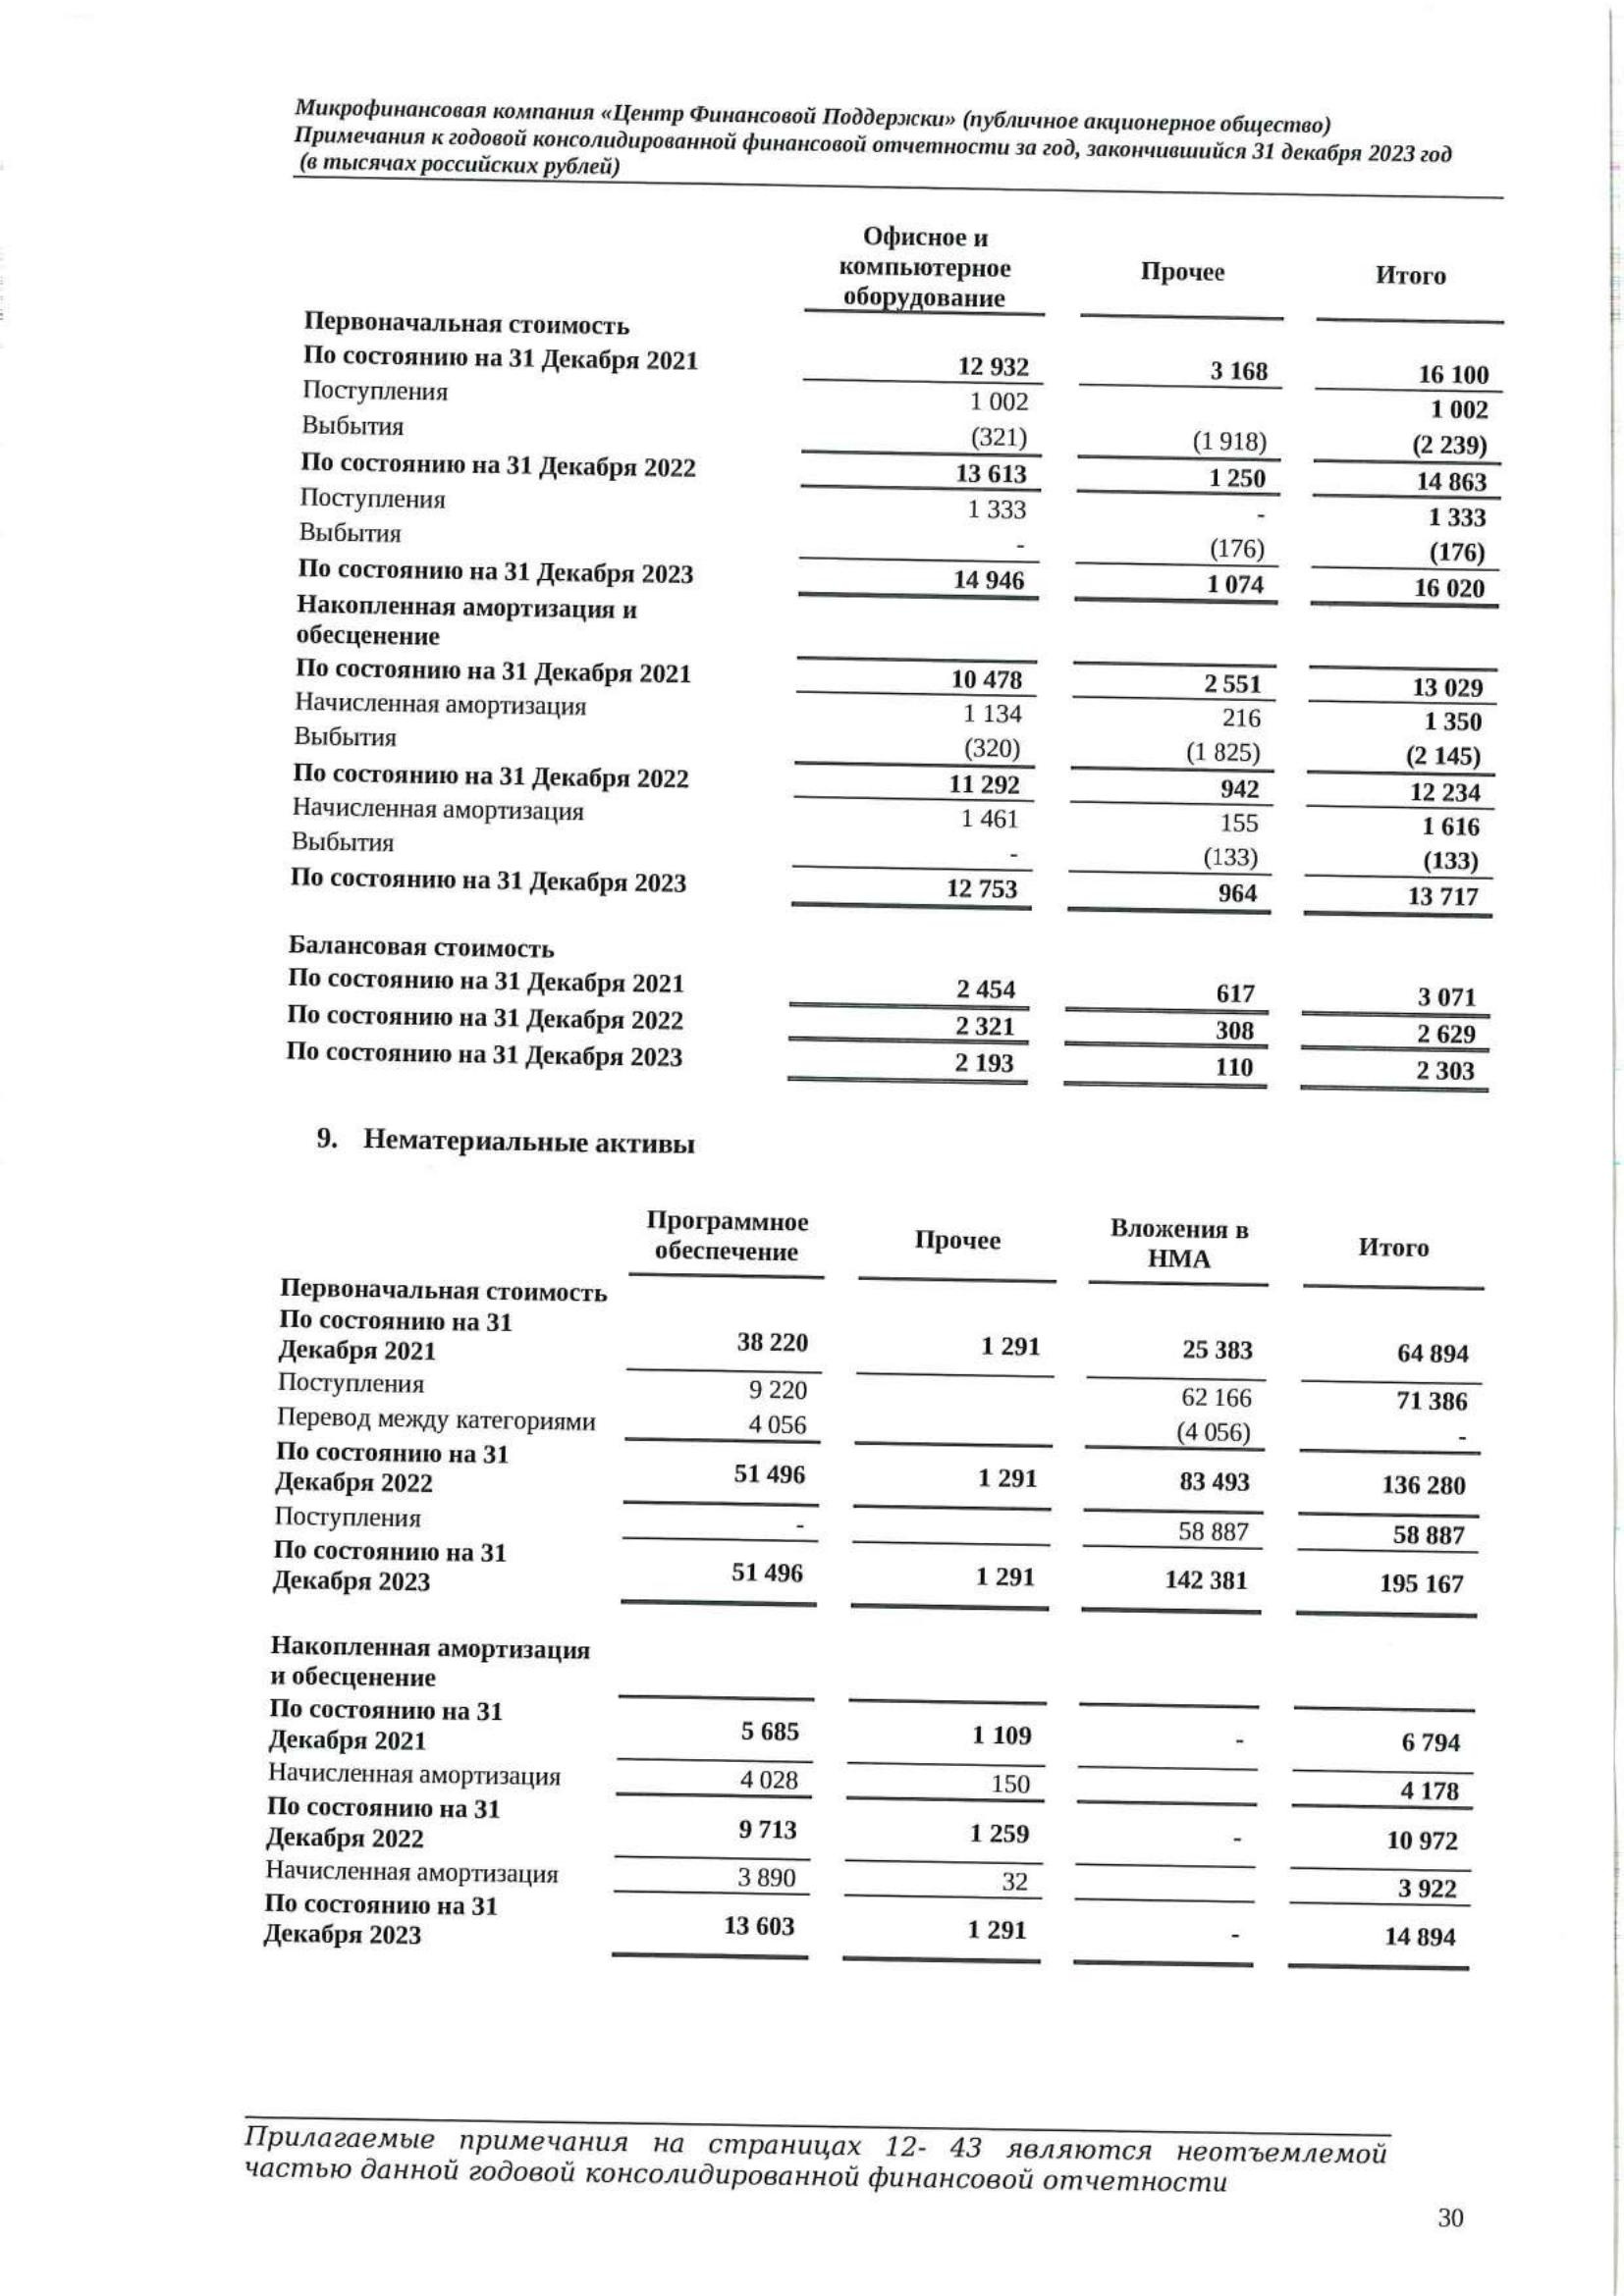 Микрофинансовая компания «Центр Финансовой Поддержки» (публичное акционерное общество)
Примечания к годовой консолидированной финансовой отчетности за год, закончившийся 31 декабря 2023 год
(в тысячах российских рублей)
Офисное и
компьютерное
оборудование
Прочее
Итого
Первоначальная стоимость
По состоянию на 31 Декабря 2021 12 932 3 168 16 100
Поступления 1 002 1 002
Выбытия (321) (1 918) (2 239)
По состоянию на 31 Декабря 2022 13 613 1 250 14 863
Поступления 1 333 - 1 333
Выбытия - (176) (176)
По состоянию на 31 Декабря 2023 14 946 1 074 16 020
Накопленная амортизация и
обесценение
По состоянию на 31 Декабря 2021 10 478 2 551 13 029
Начисленная амортизация 1 134 216 1 350
Выбытия (320) (1 825) (2 145)
По состоянию на 31 Декабря 2022 11 292 942 12 234
Начисленная амортизация 1 461 155 1 616
Выбытия - (133) (133)
По состоянию на 31 Декабря 2023 12 753 964 13 717
Балансовая стоимость
По состоянию на 31 Декабря 2021 2 454 617 3 071
По состоянию на 31 Декабря 2022 2 321 308 2 629
По состоянию на 31 Декабря 2023 2 193 110 2 303
9. Нематериальные активы
Программное
обеспечение
Прочее
Вложения в
НМА
Итого
Первоначальная стоимость
По состоянию на 31
Декабря 2021 38 220 1 291 25 383 64 894
Поступления 9 220 62 166 71 386
Перевод между категориями 4 056 (4 056) -
По состоянию на 31
Декабря 2022 51 496 1 291 83 493 136 280
Поступления - 58 887 58 887
По состоянию на 31
Декабря 2023 51 496 1 291 142 381 195 167
Накопленная амортизация
и обесценение
По состоянию на 31
Декабря 2021 5 685 1 109 - 6 794
Начисленная амортизация 4 028 150 4 178
По состоянию на 31
Декабря 2022 9 713 1 259 - 10 972
Начисленная амортизация 3 890 32 3 922
По состоянию на 31
Декабря 2023 13 603 1 291 - 14 894
Прилагаемые примечания на страницах 12- 43 являются неотъемлемой
частью данной годовой консолидированной финансовой отчетности
30